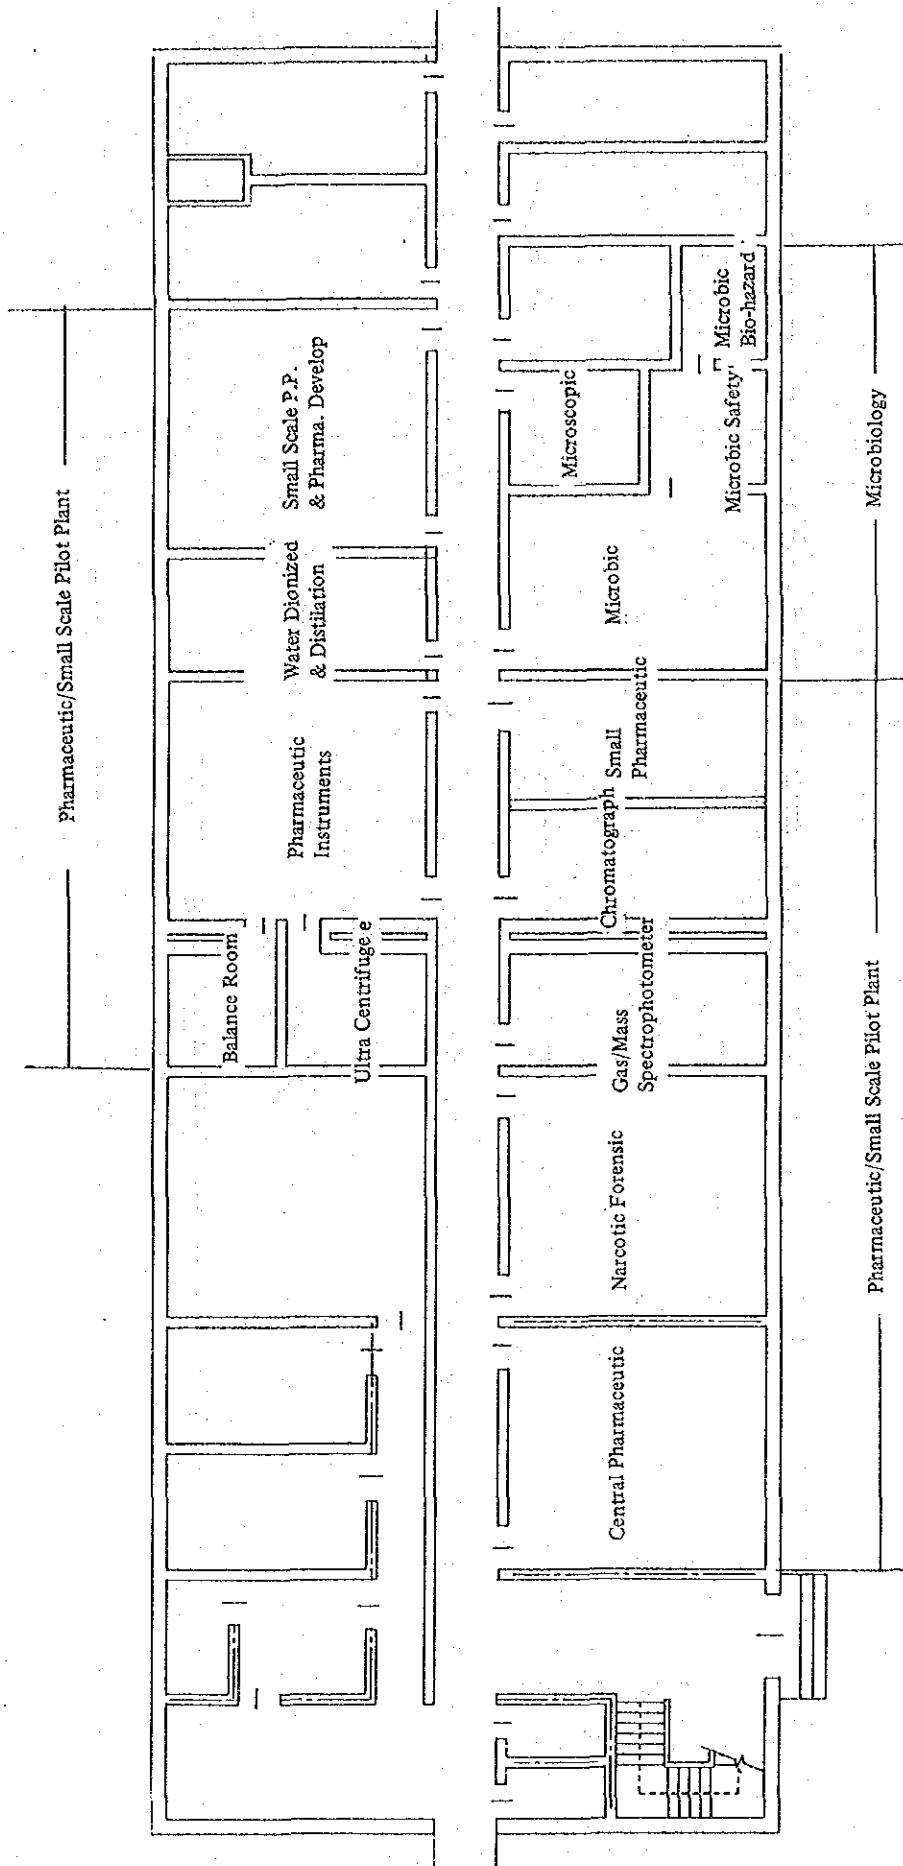 Pharmaceutic/Small Scale Pilot Plant
Balance Room
Ultra Centrifuge e
Pharmaceutic
Instruments
Water Dionized
& Distilation
Small Scale P.P.
& Pharma. Develop
Central Pharmaceutic
Narcotic Forensic
Gas/Mass
Spectrophotometer
Chromatograph
Small
Pharmaceutic
Microbic
Microscopic
Microbic Safety
Microbic
Bio-hazard
Pharmaceutic/Small Scale Pilot Plant
Microbiology